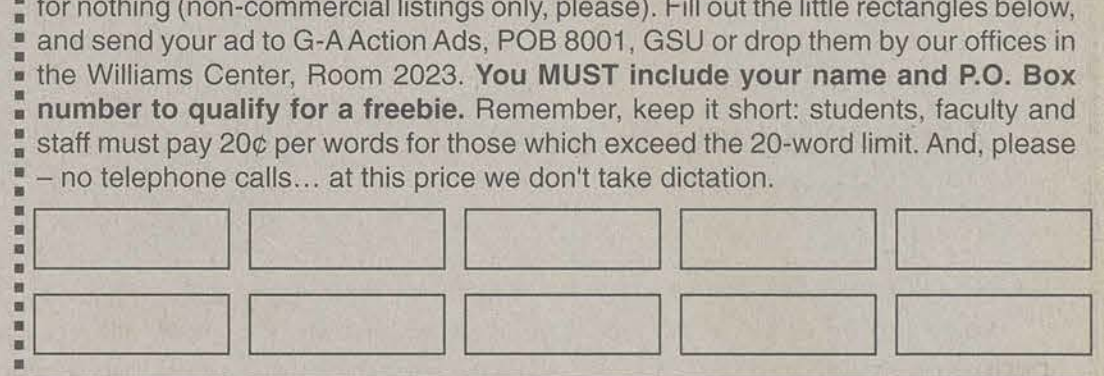 for nothing (non-commercial listings only, please). Fill out the little rectangles below,
and send your ad to G-A Action Ads, POB 8001, GSU or drop them by our offices in
the Williams Center, Room 2023. You MUST include your name and P.O. Box
number to qualify for a freebie. Remember, keep it short: students, faculty and
staff must pay 20¢ per words for those which exceed the 20-word limit. And, please
– no telephone calls... at this price we don't take dictation.